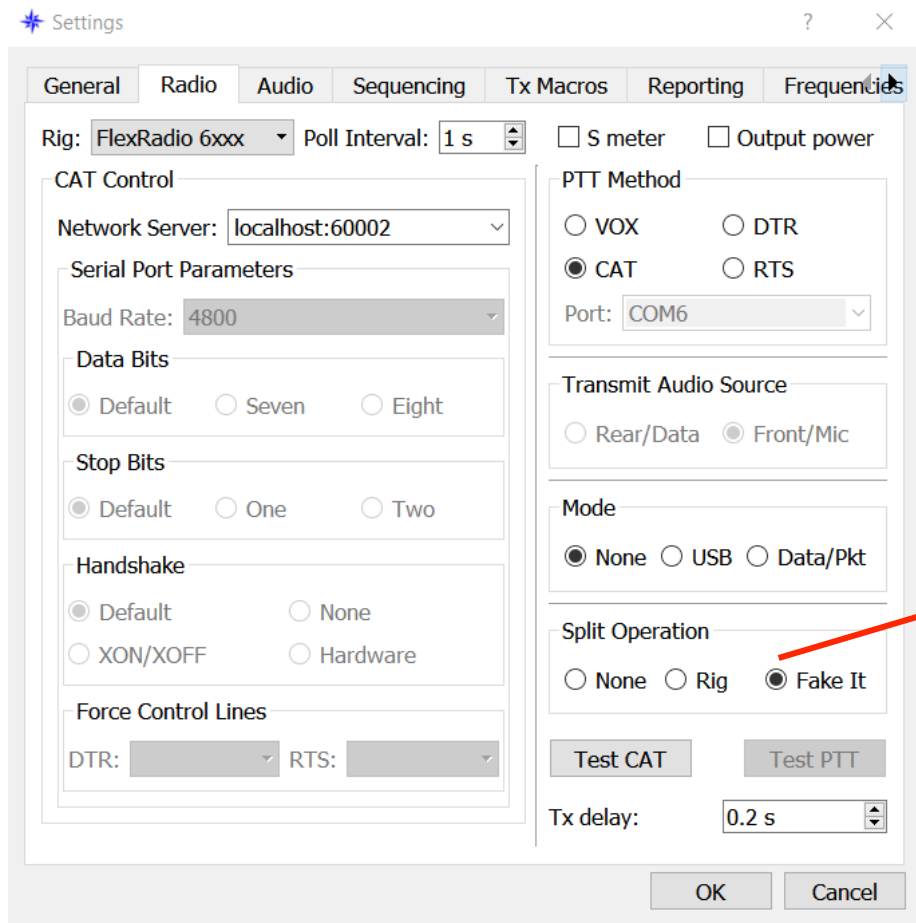 Settings
General Radio Audio Sequencing Tx Macros Reporting Frequencies
Rig: FlexRadio 6xxx Poll Interval: 1 s S meter Output power
CAT Control
Network Server: localhost:60002
Serial Port Parameters
Baud Rate: 4800
Data Bits
Default Seven Eight
Stop Bits
Default One Two
Handshake
Default None
XON/XOFF Hardware
Force Control Lines
DTR: RTS:
PTT Method
VOX DTR
CAT RTS
Port: COM6
Transmit Audio Source
Rear/Data Front/Mic
Mode
None USB Data/Pkt
Split Operation
None Rig Fake It
Test CAT Test PTT
Tx delay: 0.2 s
OK Cancel